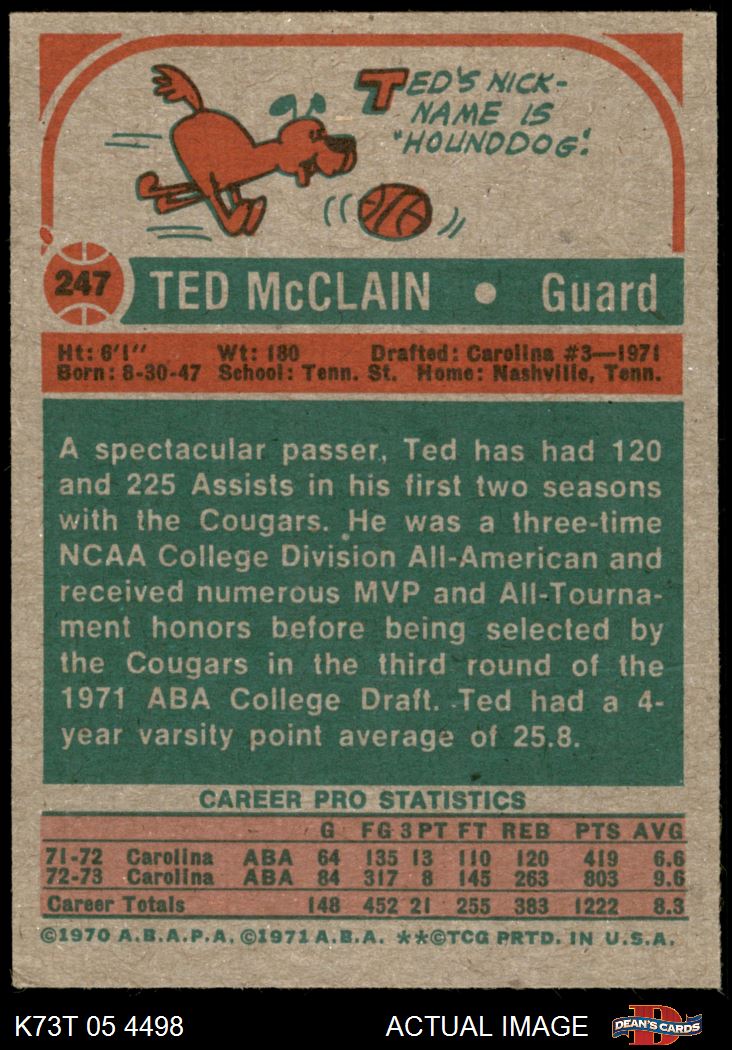 TED'S NICK-
NAME IS
"HOUNDDOG."
247
TED McCLAIN • Guard
Ht: 6'1" Wt: 180 Drafted: Carolina #3—1971
Born: 8-30-47 School: Tenn. St. Home: Nashville, Tenn.
A spectacular passer, Ted has had 120
and 225 Assists in his first two seasons
with the Cougars. He was a three-time
NCAA College Division All-American and
received numerous MVP and All-Tourna-
ment honors before being selected by
the Cougars in the third round of the
1971 ABA College Draft. Ted had a 4-
year varsity point average of 25.8.
CAREER PRO STATISTICS
G FG 3PT FT REB PTS AVG
71-72 Carolina ABA 64 135 13 110 120 419 6.6
72-73 Carolina ABA 84 317 8 145 263 803 9.6
Career Totals 148 452 21 255 383 1222 8.3
©1970 A.B.A.P.A. ©1971 A.B.A. **©TCG PRTD. IN U.S.A.
K73T 05 4498 ACTUAL IMAGE
D
DEAN'S CARDS